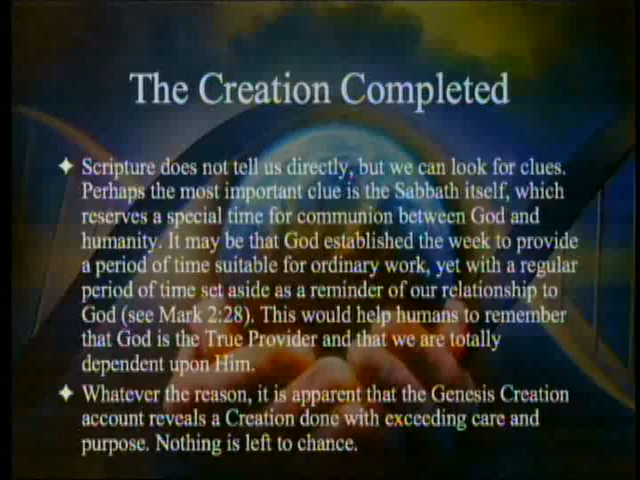 The Creation Completed
Scripture does not tell us directly, but we can look for clues.
Perhaps the most important clue is the Sabbath itself, which
reserves a special time for communion between God and
humanity. It may be that God established the week to provide
a period of time suitable for ordinary work, yet with a regular
period of time set aside as a reminder of our relationship to
God (see Mark 2:28). This would help humans to remember
that God is the True Provider and that we are totally
dependent upon Him.
Whatever the reason, it is apparent that the Genesis Creation
account reveals a Creation done with exceeding care and
purpose. Nothing is left to chance.